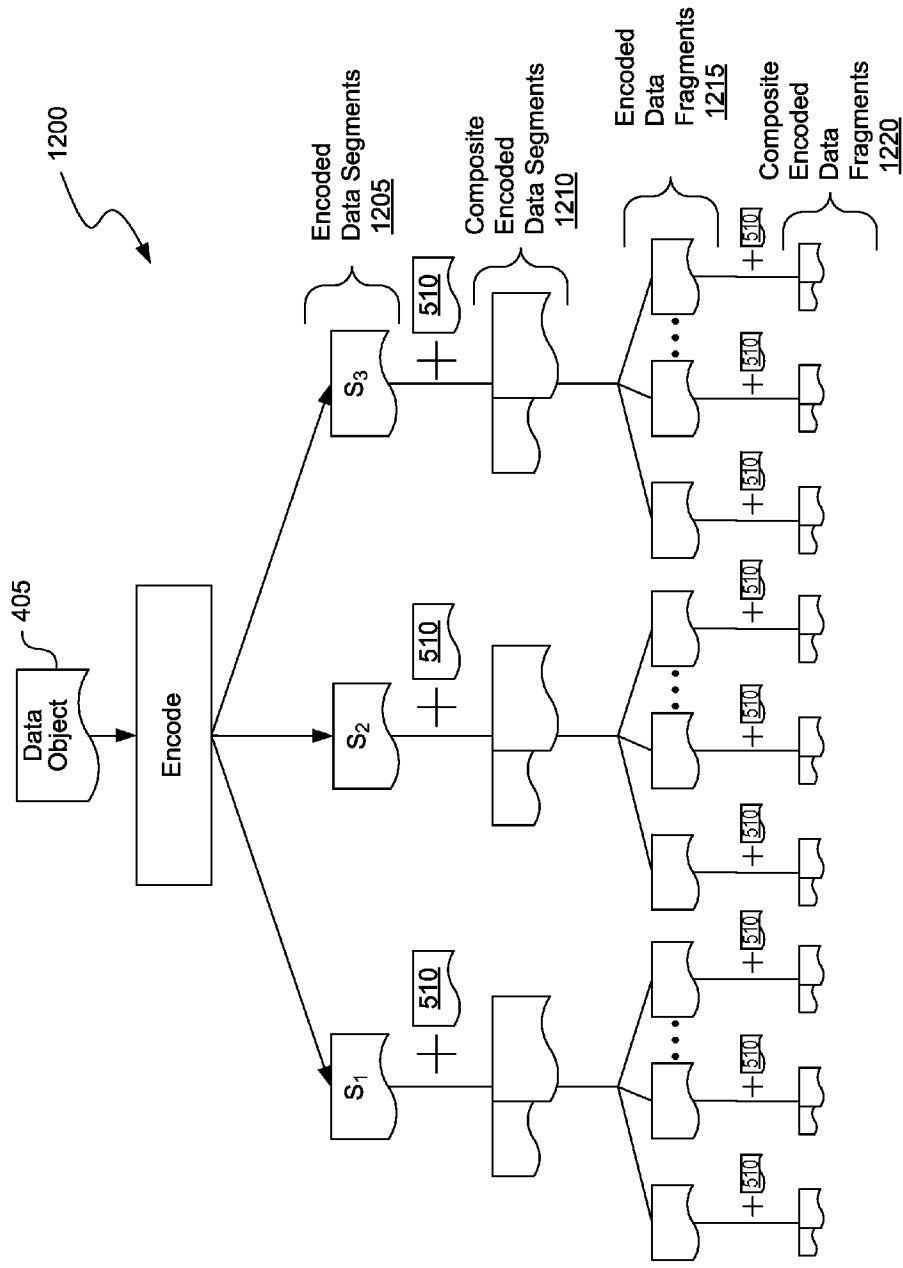 1200
Data
Object
405
Encode
S1
S2
S3
Encoded
Data Segments
1205
510
510
510
Composite
Encoded
Data Segments
1210
Encoded
Data
Fragments
1215
510
510
510
510
510
510
510
510
510
Composite
Encoded
Data
Fragments
1220